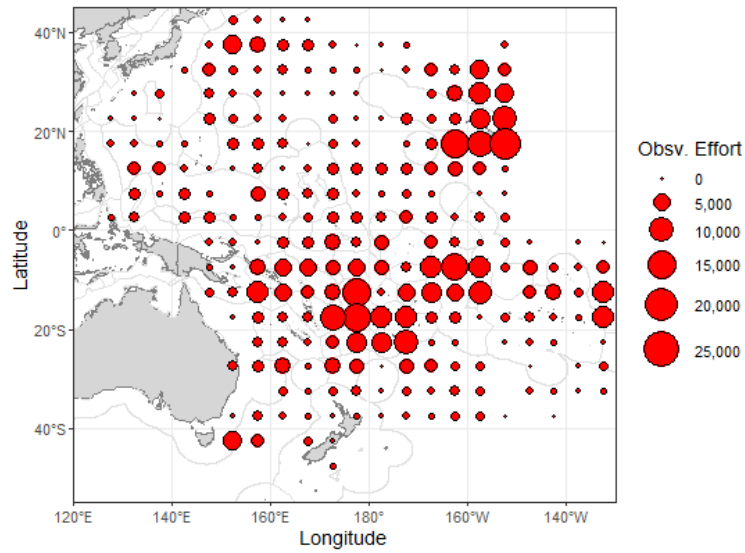 40°N
20°N
0°
20°S
40°S
Latitude
120°E
140°E
160°E
180°
160°W
140°W
Longitude
Obsv. Effort
0
5,000
10,000
15,000
20,000
25,000